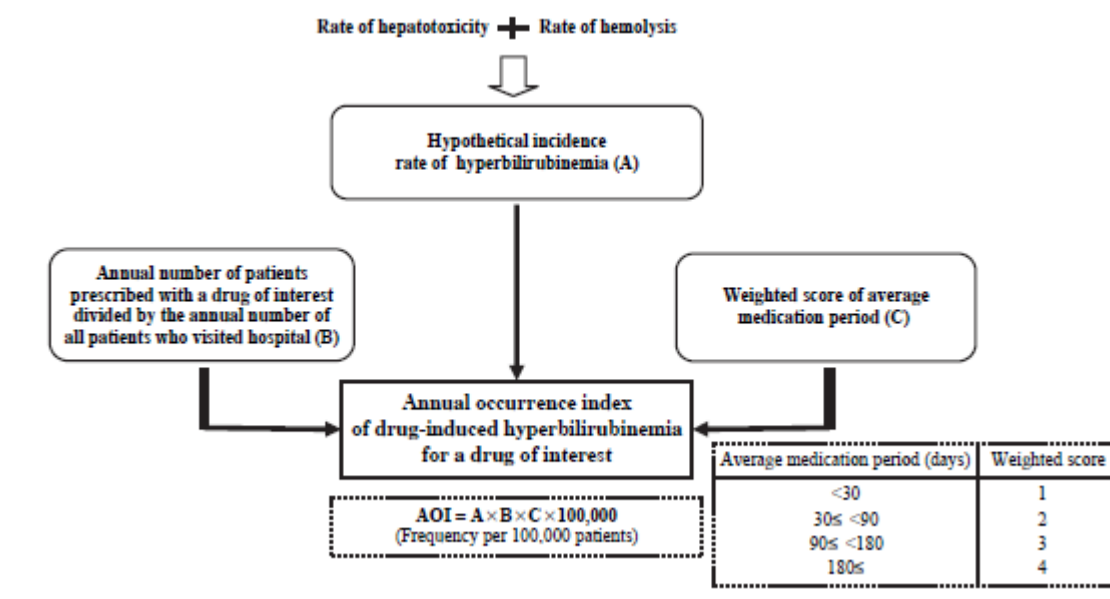 Rate of hepatotoxicity + Rate of hemolysis
Hypothetical incidence
rate of hyperbilirubinemia (A)
Annual number of patients
prescribed with a drug of interest
divided by the annual number of
all patients who visited hospital (B)
Weighted score of average
medication period (C)
Annual occurrence index
of drug-induced hyperbilirubinemia
for a drug of interest
AOI = A×B×C×100,000
(Frequency per 100,000 patients)
Average medication period (days) Weighted score
<30 1
30≤ <90 2
90≤ <180 3
180≤ 4